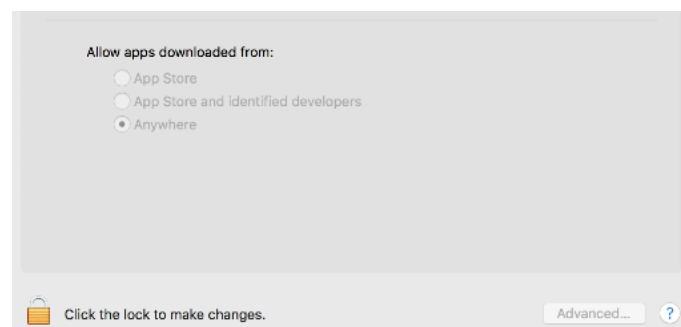 Allow apps downloaded from:
App Store
App Store and identified developers
Anywhere
Click the lock to make changes.
Advanced...
?